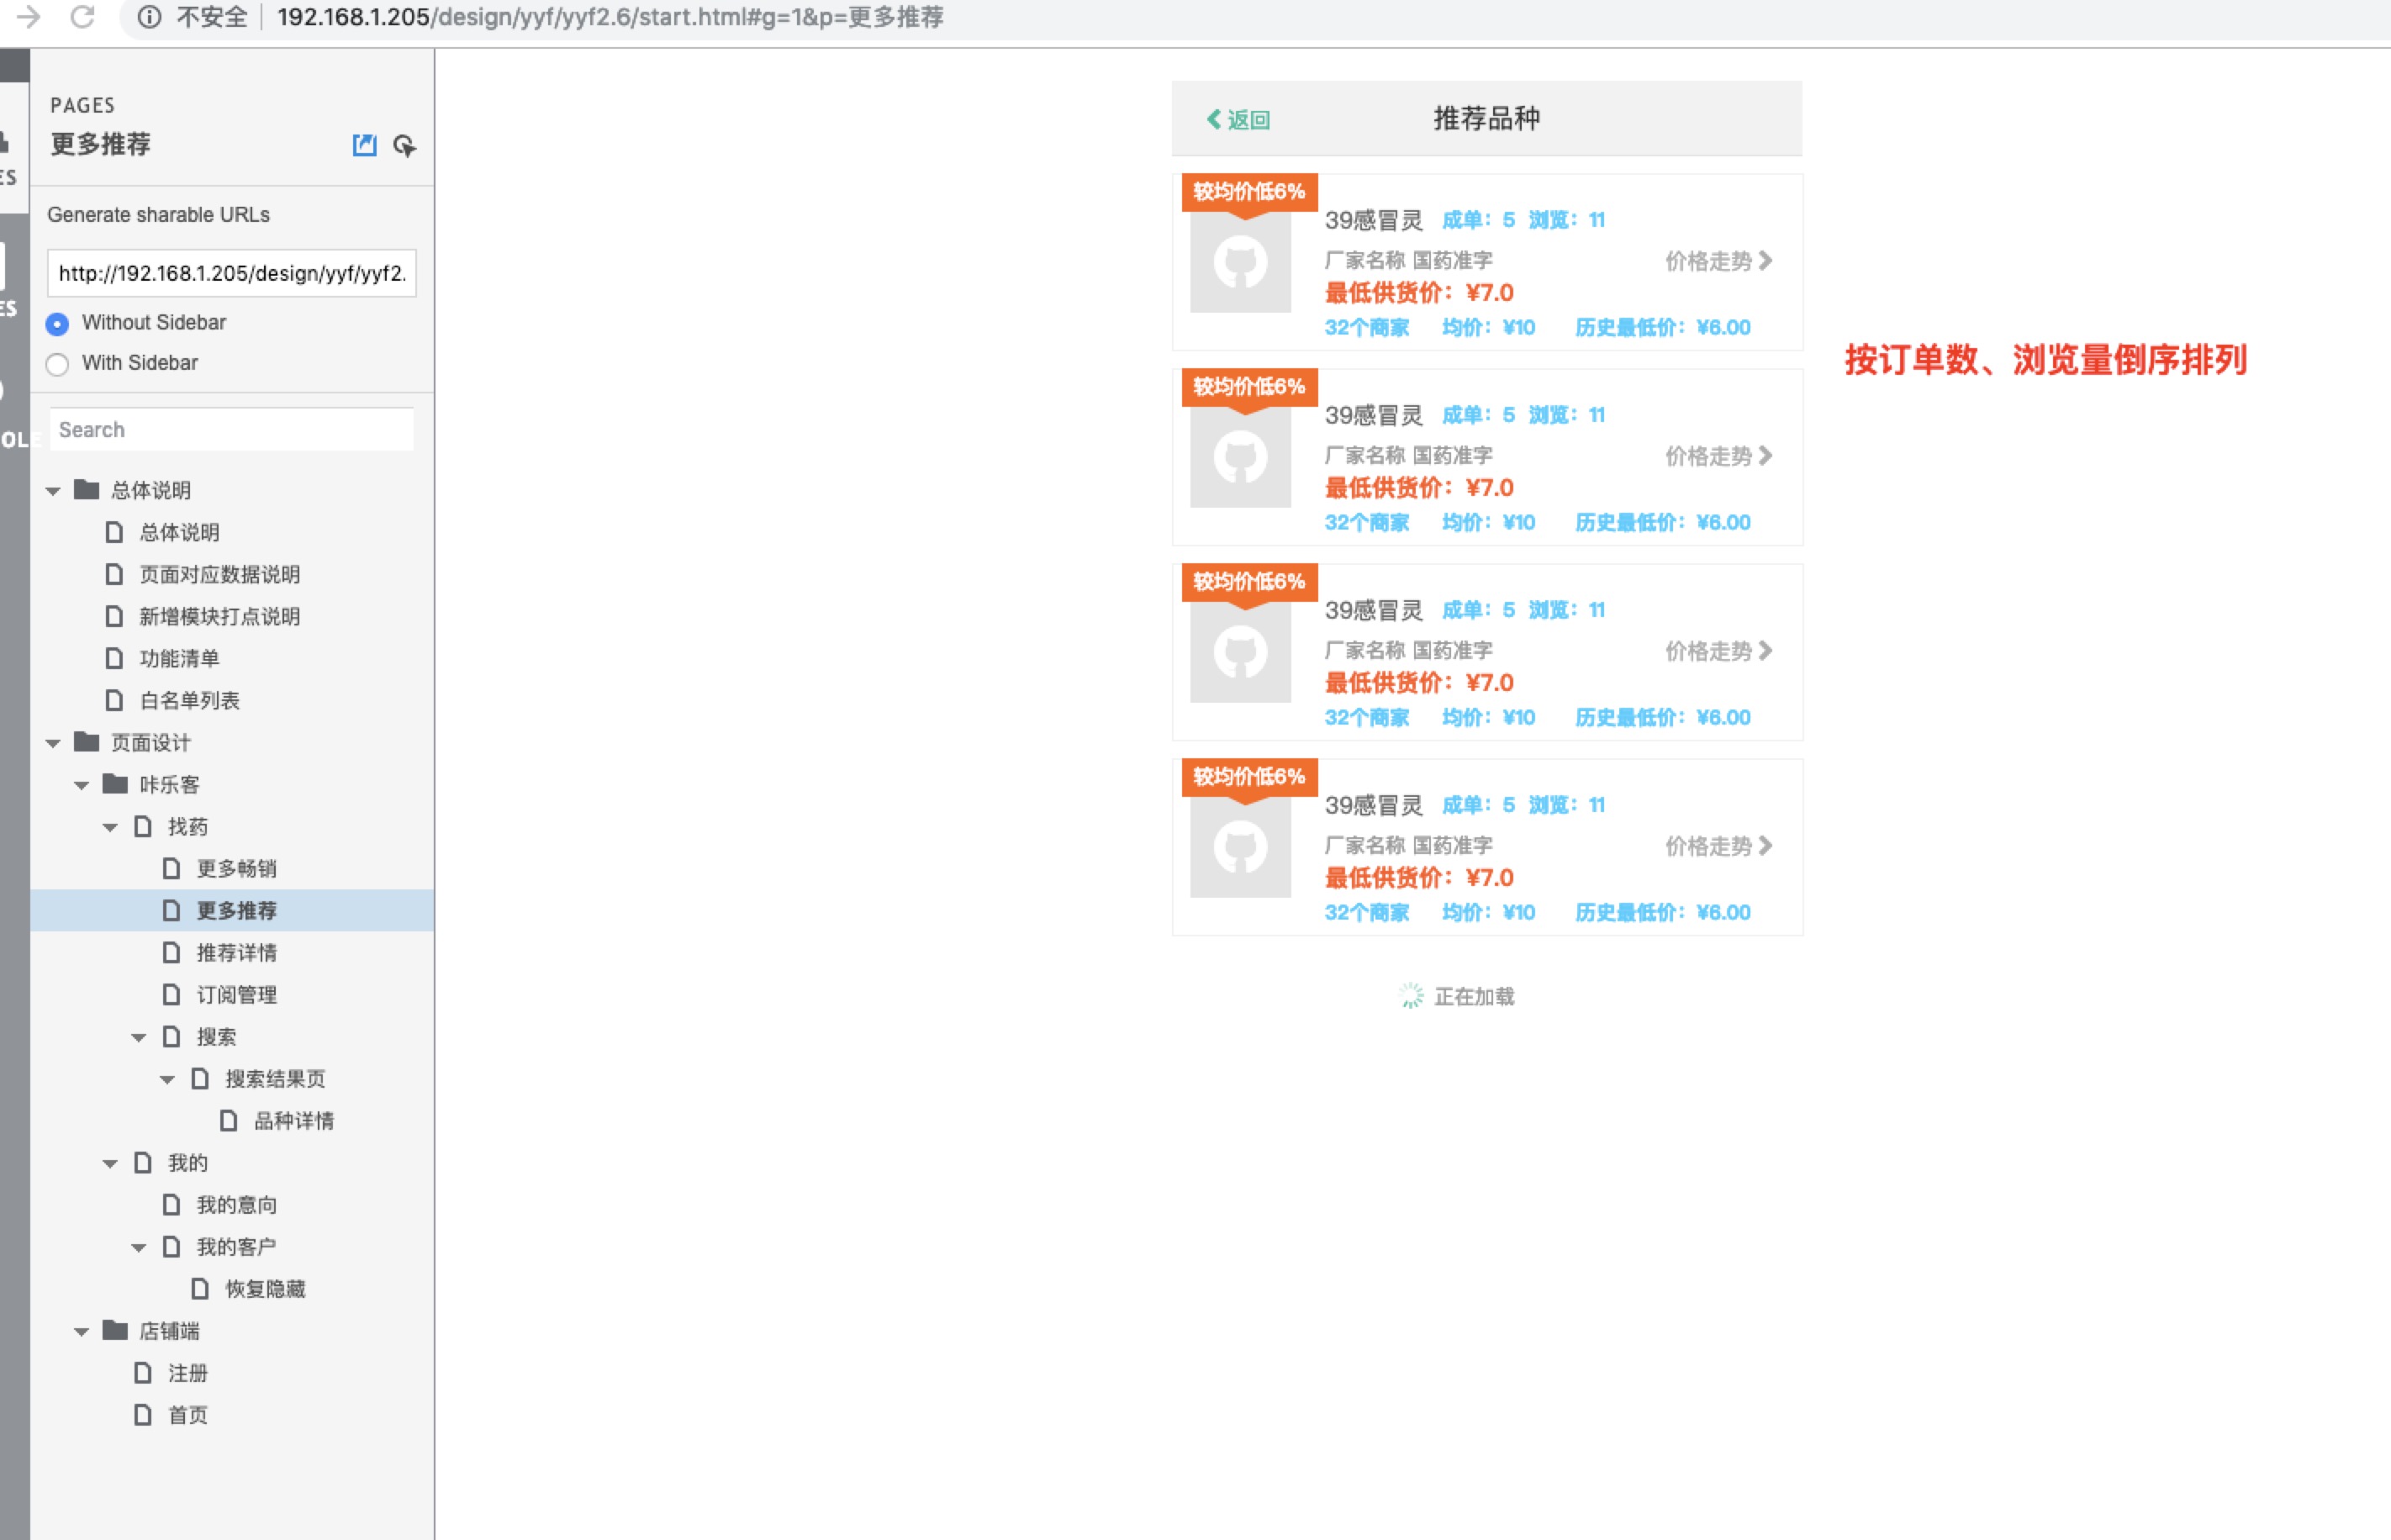 不安全 192.168.1.205/design/yyf/yyf2.6/start.html#g=1&p=更多推荐
PAGES
更多推荐
Generate sharable URLs
http://192.168.1.205/design/yyf/yyf2.
Without Sidebar
With Sidebar
Search
总体说明
总体说明
页面对应数据说明
新增模块打点说明
功能清单
白名单列表
页面设计
咔乐客
找药
更多畅销
更多推荐
推荐详情
订阅管理
搜索
搜索结果页
品种详情
我的
我的意向
我的客户
恢复隐藏
店铺端
注册
首页
返回 推荐品种
较均价低6%
39感冒灵 成单：5 浏览：11
厂家名称 国药准字 价格走势
最低供货价：¥7.0
32个商家 均价：¥10 历史最低价：¥6.00
较均价低6%
39感冒灵 成单：5 浏览：11
厂家名称 国药准字 价格走势
最低供货价：¥7.0
32个商家 均价：¥10 历史最低价：¥6.00
较均价低6%
39感冒灵 成单：5 浏览：11
厂家名称 国药准字 价格走势
最低供货价：¥7.0
32个商家 均价：¥10 历史最低价：¥6.00
较均价低6%
39感冒灵 成单：5 浏览：11
厂家名称 国药准字 价格走势
最低供货价：¥7.0
32个商家 均价：¥10 历史最低价：¥6.00
正在加载
按订单数、浏览量倒序排列